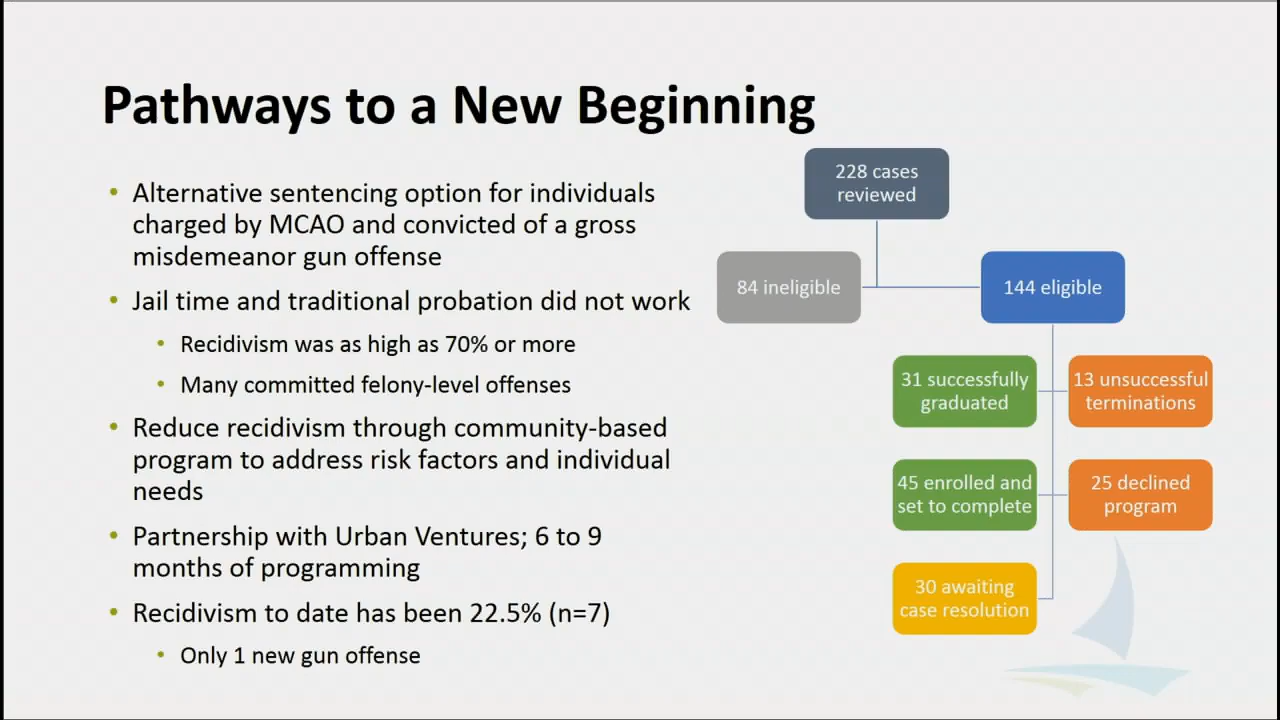 Pathways to a New Beginning
• Alternative sentencing option for individuals
charged by MCAO and convicted of a gross
misdemeanor gun offense
• Jail time and traditional probation did not work
• Recidivism was as high as 70% or more
• Many committed felony-level offenses
• Reduce recidivism through community-based
program to address risk factors and individual
needs
• Partnership with Urban Ventures; 6 to 9
months of programming
• Recidivism to date has been 22.5% (n=7)
• Only 1 new gun offense
228 cases
reviewed
84 ineligible
144 eligible
31 successfully
graduated
13 unsuccessful
terminations
45 enrolled and
set to complete
25 declined
program
30 awaiting
case resolution